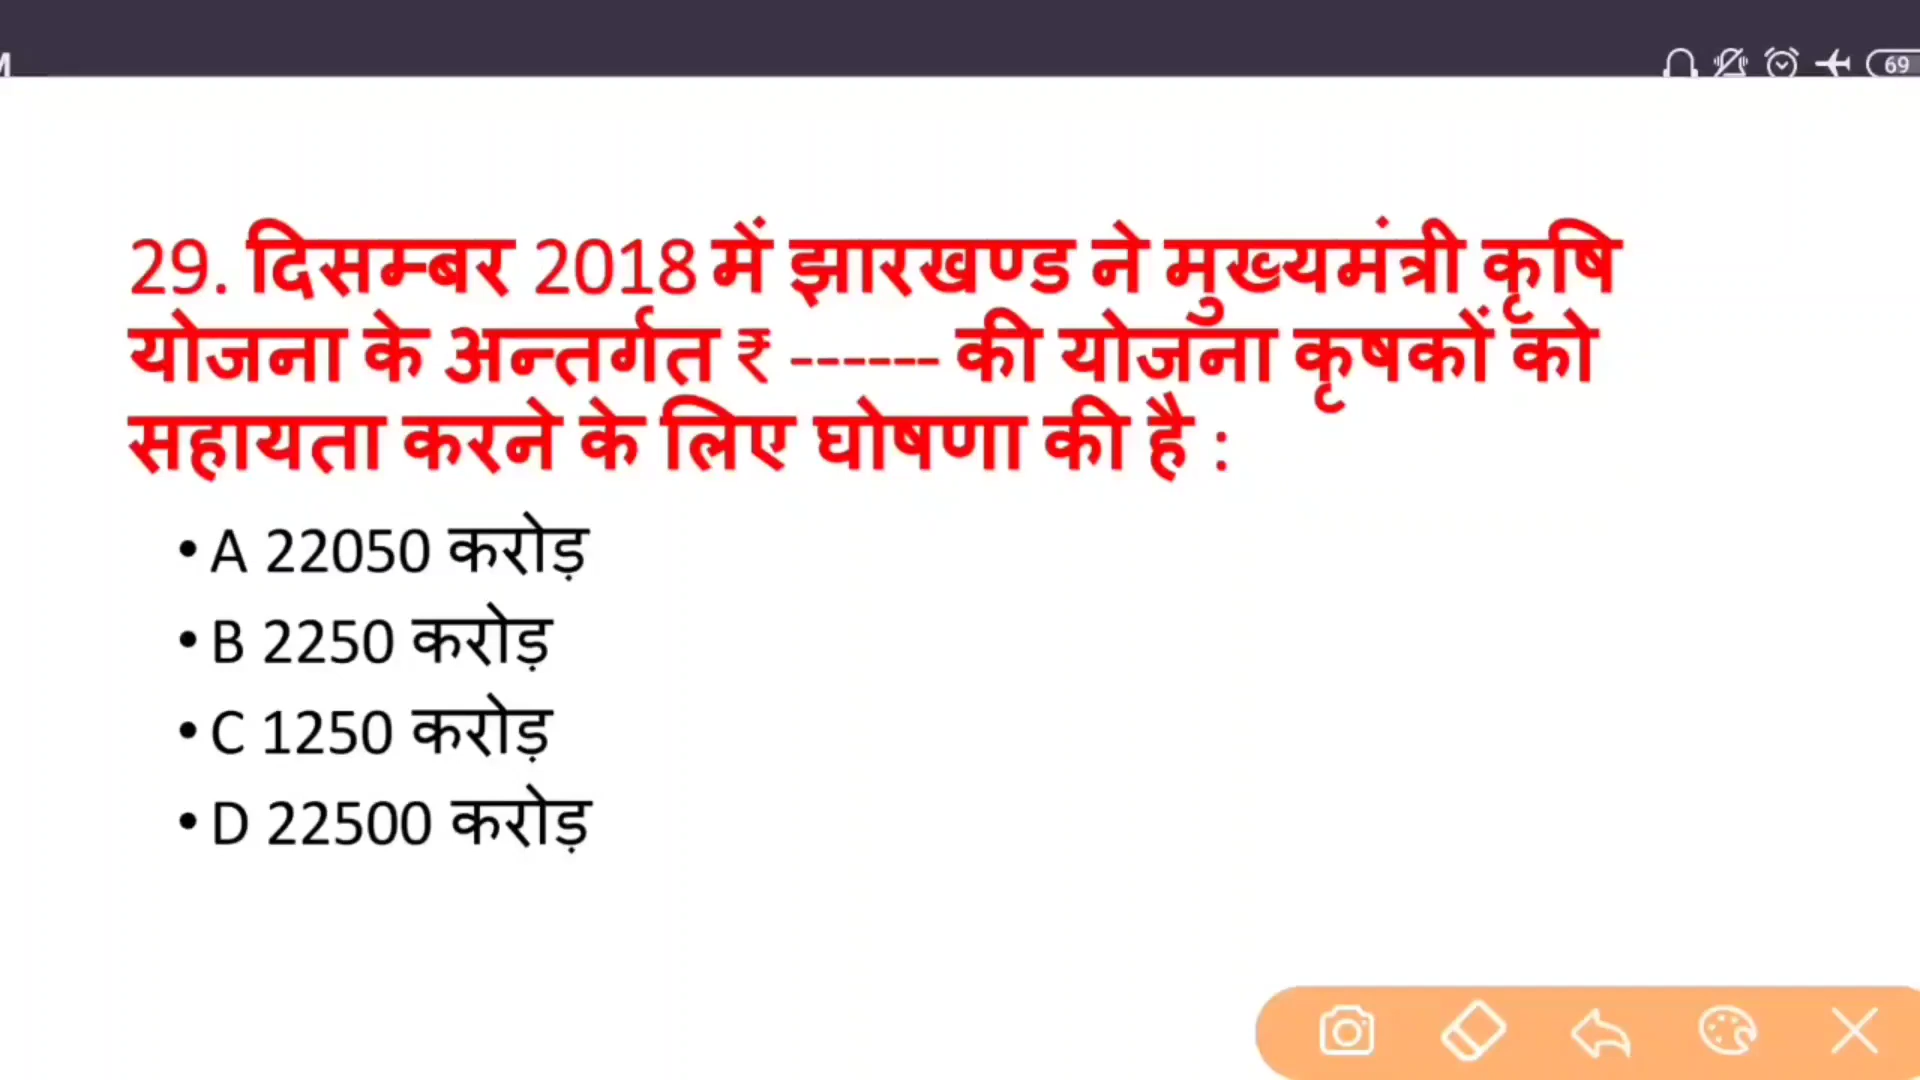 69
29. दिसम्बर 2018 में झारखण्ड ने मुख्यमंत्री कृषि
योजना के अन्तर्गत ₹ ------ की योजना कृषकों को
सहायता करने के लिए घोषणा की है :
• A 22050 करोड़
• B 2250 करोड़
• C 1250 करोड़
• D 22500 करोड़